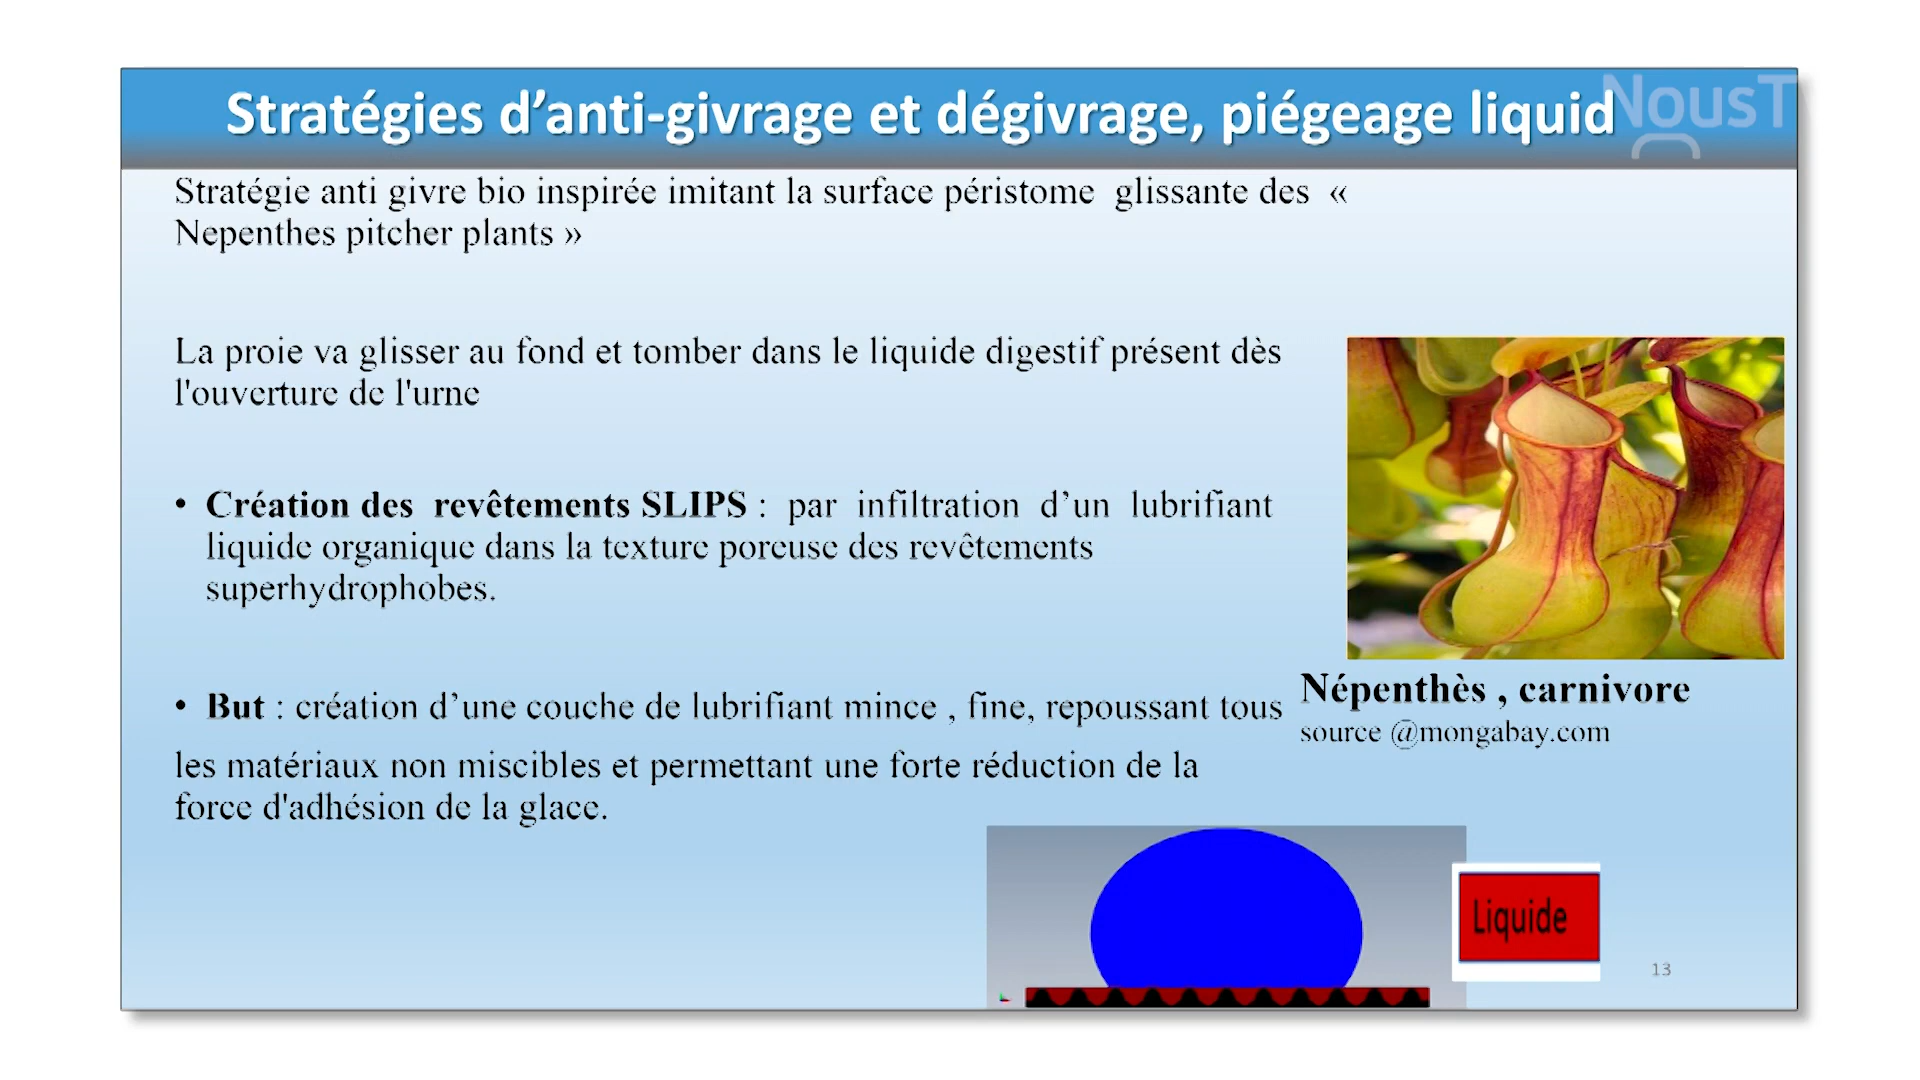 Stratégies d’anti-givrage et dégivrage, piégeage liquid
NousT
Stratégie anti givre bio inspirée imitant la surface péristome glissante des «
Nepenthes pitcher plants »
La proie va glisser au fond et tomber dans le liquide digestif présent dès
l'ouverture de l'urne
• Création des revêtements SLIPS : par infiltration d’un lubrifiant
liquide organique dans la texture poreuse des revêtements
superhydrophobes.
• But : création d’une couche de lubrifiant mince , fine, repoussant tous
les matériaux non miscibles et permettant une forte réduction de la
force d'adhésion de la glace.
Népenthès , carnivore
source @mongabay.com
Liquide
13